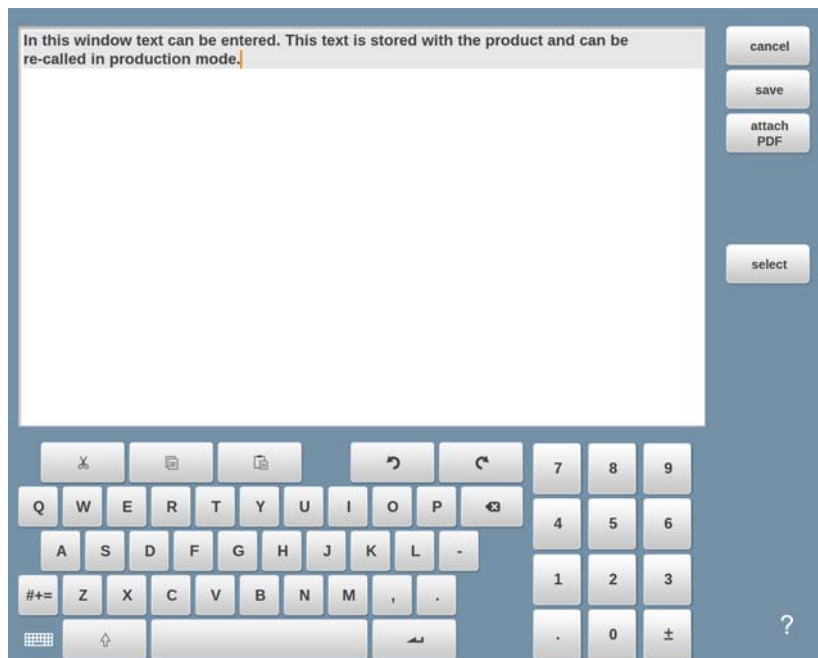 In this window text can be entered. This text is stored with the product and can be
re-called in production mode.
cancel
save
attach
PDF
select
7 8 9
Q W E R T Y U I O P
4 5 6
A S D F G H J K L -
1 2 3
#+= Z X C V B N M , .
. 0 ±
?